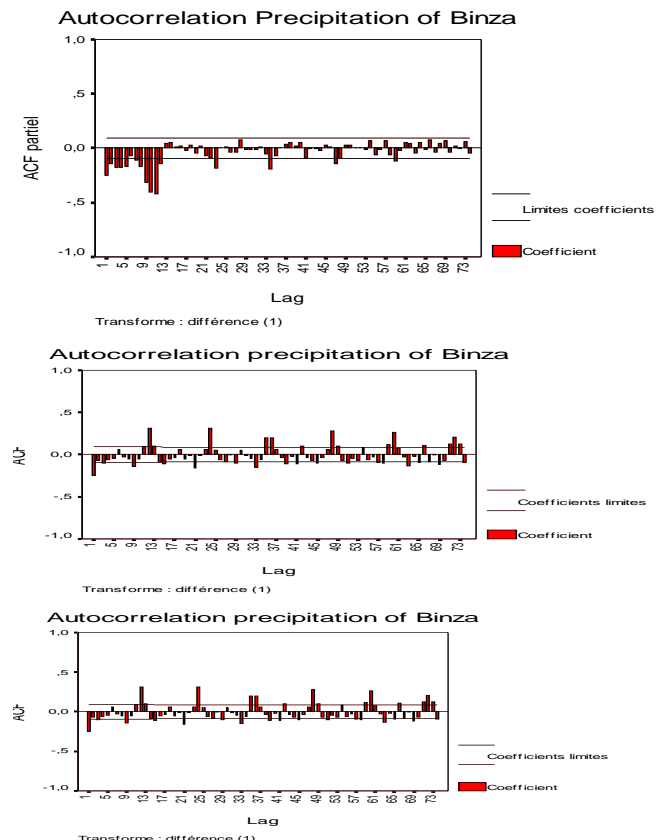 Autocorrelation Precipitation of Binza
1,0
,5
0,0
-,5
-1,0
ACF partiel
1 5 9 13 17 21 25 29 33 37 41 45 49 53 57 61 65 69 73
Lag
Limites coefficients
Coefficient
Transforme : différence (1)
Autocorrelation precipitation of Binza
1,0
,5
0,0
-,5
-1,0
ACF
1 5 9 13 17 21 25 29 33 37 41 45 49 53 57 61 65 69 73
Lag
Coefficients limites
Coefficient
Transforme : différence (1)
Autocorrelation precipitation of Binza
1,0
,5
0,0
-,5
-1,0
ACF
1 5 9 13 17 21 25 29 33 37 41 45 49 53 57 61 65 69 73
Lag
Coefficients limites
Coefficient
Transforme : différence (1)